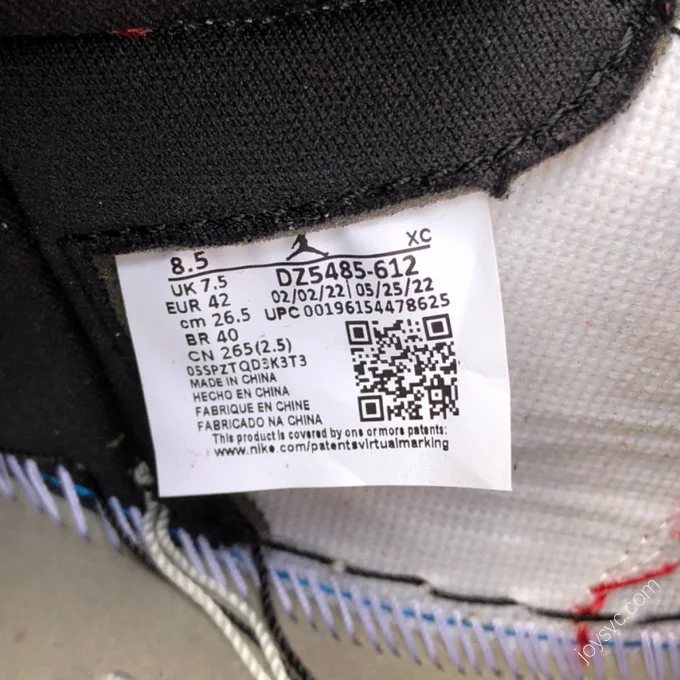 8.5 XC
UK 7.5 DZ5485-612
EUR 42 02/02/22 05/25/22
cm 26.5 UPC 00196154478625
BR 40
CN 265(2.5)
05SPZTQD3K3T3
MADE IN CHINA
HECHO EN CHINA
FABRIQUE EN CHINE
FABRICADO NA CHINA
This product is covered by one or more patents:
www.nike.com/patentsvirtualmarking
joysvc.com